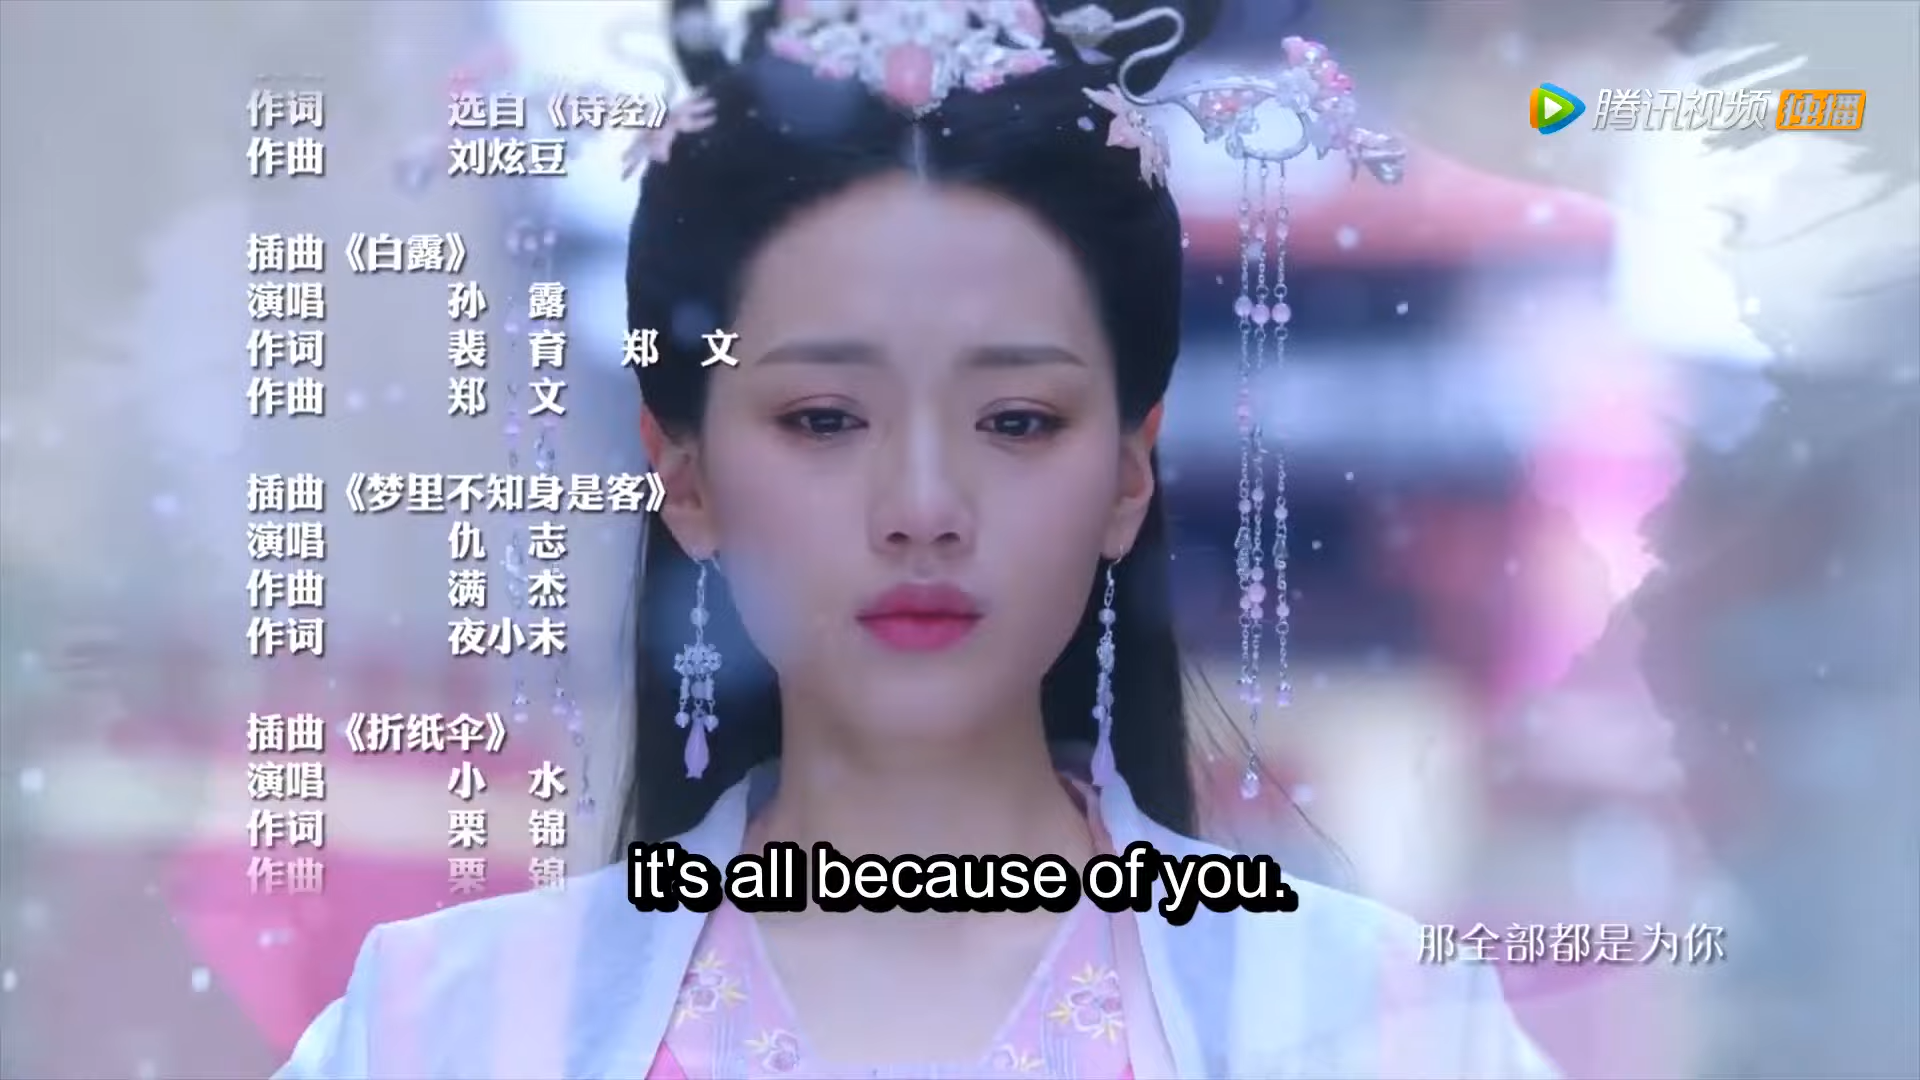 作词 选自《诗经》
作曲 刘炫豆
腾讯视频 独播
插曲《白露》
演唱 孙 露
作词 裴 育 郑 文
作曲 郑 文
插曲《梦里不知身是客》
演唱 仇 志
作曲 满 杰
作词 夜小末
插曲《折纸伞》
演唱 小 水
作词 栗 锦
作曲 栗 锦
it's all because of you.
那全部都是为你